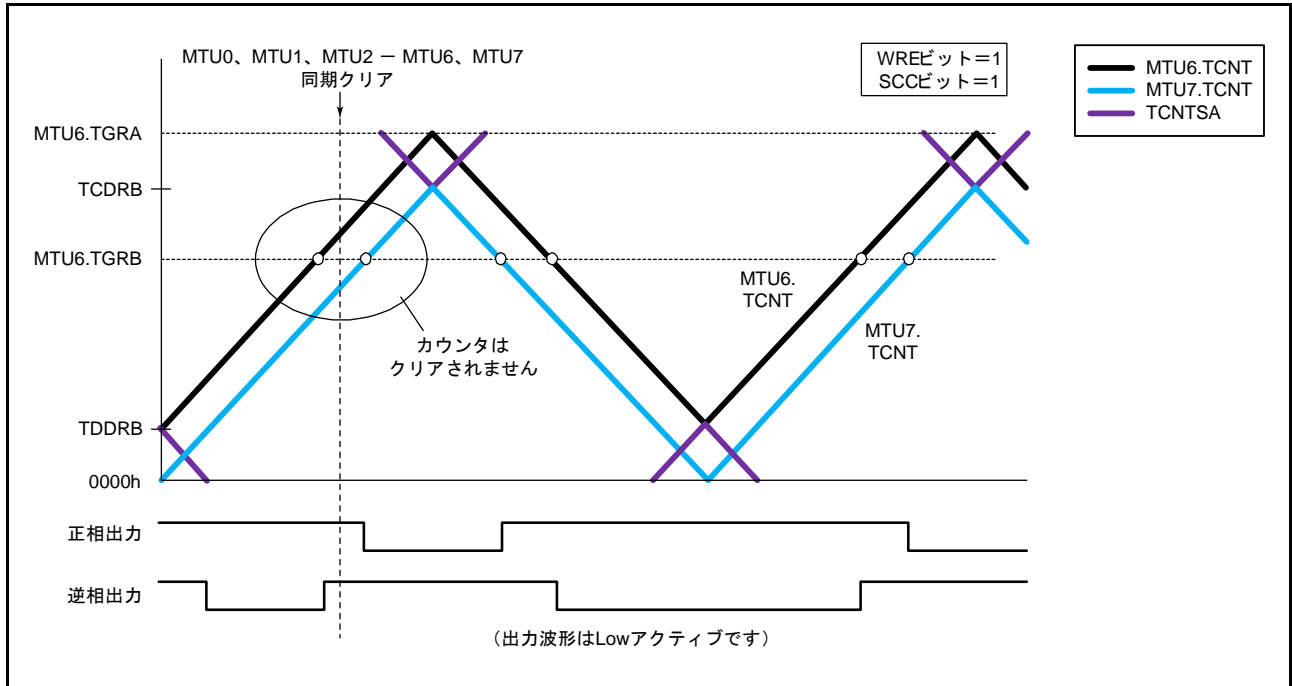 MTU0、MTU1、MTU2 － MTU6、MTU7
同期クリア
WREビット＝1
SCCビット＝1
MTU6.TCNT
MTU7.TCNT
TCNTSA
MTU6.TGRA
TCDRB
MTU6.TGRB
MTU6.
TCNT
MTU7.
TCNT
カウンタは
クリアされません
TDDRB
0000h
正相出力
逆相出力
（出力波形はLowアクティブです）